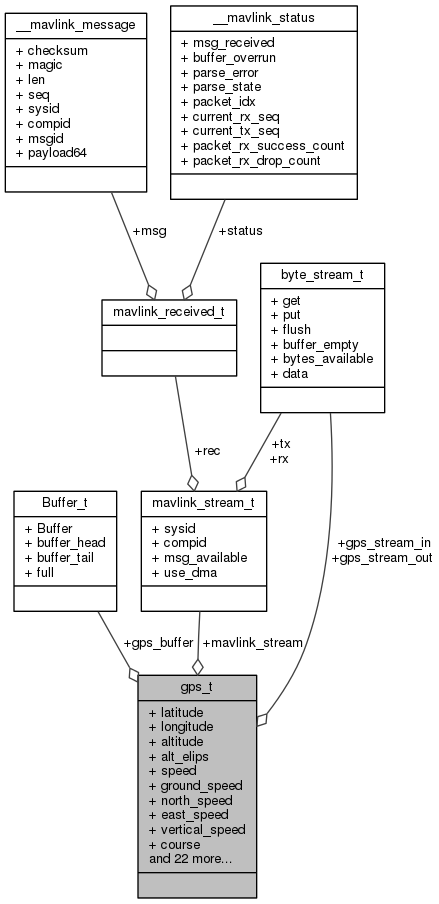 __mavlink_message
+ checksum
+ magic
+ len
+ seq
+ sysid
+ compid
+ msgid
+ payload64
__mavlink_status
+ msg_received
+ buffer_overrun
+ parse_error
+ parse_state
+ packet_idx
+ current_rx_seq
+ current_tx_seq
+ packet_rx_success_count
+ packet_rx_drop_count
+msg
+status
mavlink_received_t
byte_stream_t
+ get
+ put
+ flush
+ buffer_empty
+ bytes_available
+ data
+rec
+tx
+rx
Buffer_t
+ Buffer
+ buffer_head
+ buffer_tail
+ full
mavlink_stream_t
+ sysid
+ compid
+ msg_available
+ use_dma
+gps_stream_in
+gps_stream_out
+gps_buffer
+mavlink_stream
gps_t
+ latitude
+ longitude
+ altitude
+ alt_elips
+ speed
+ ground_speed
+ north_speed
+ east_speed
+ vertical_speed
+ course
and 22 more...